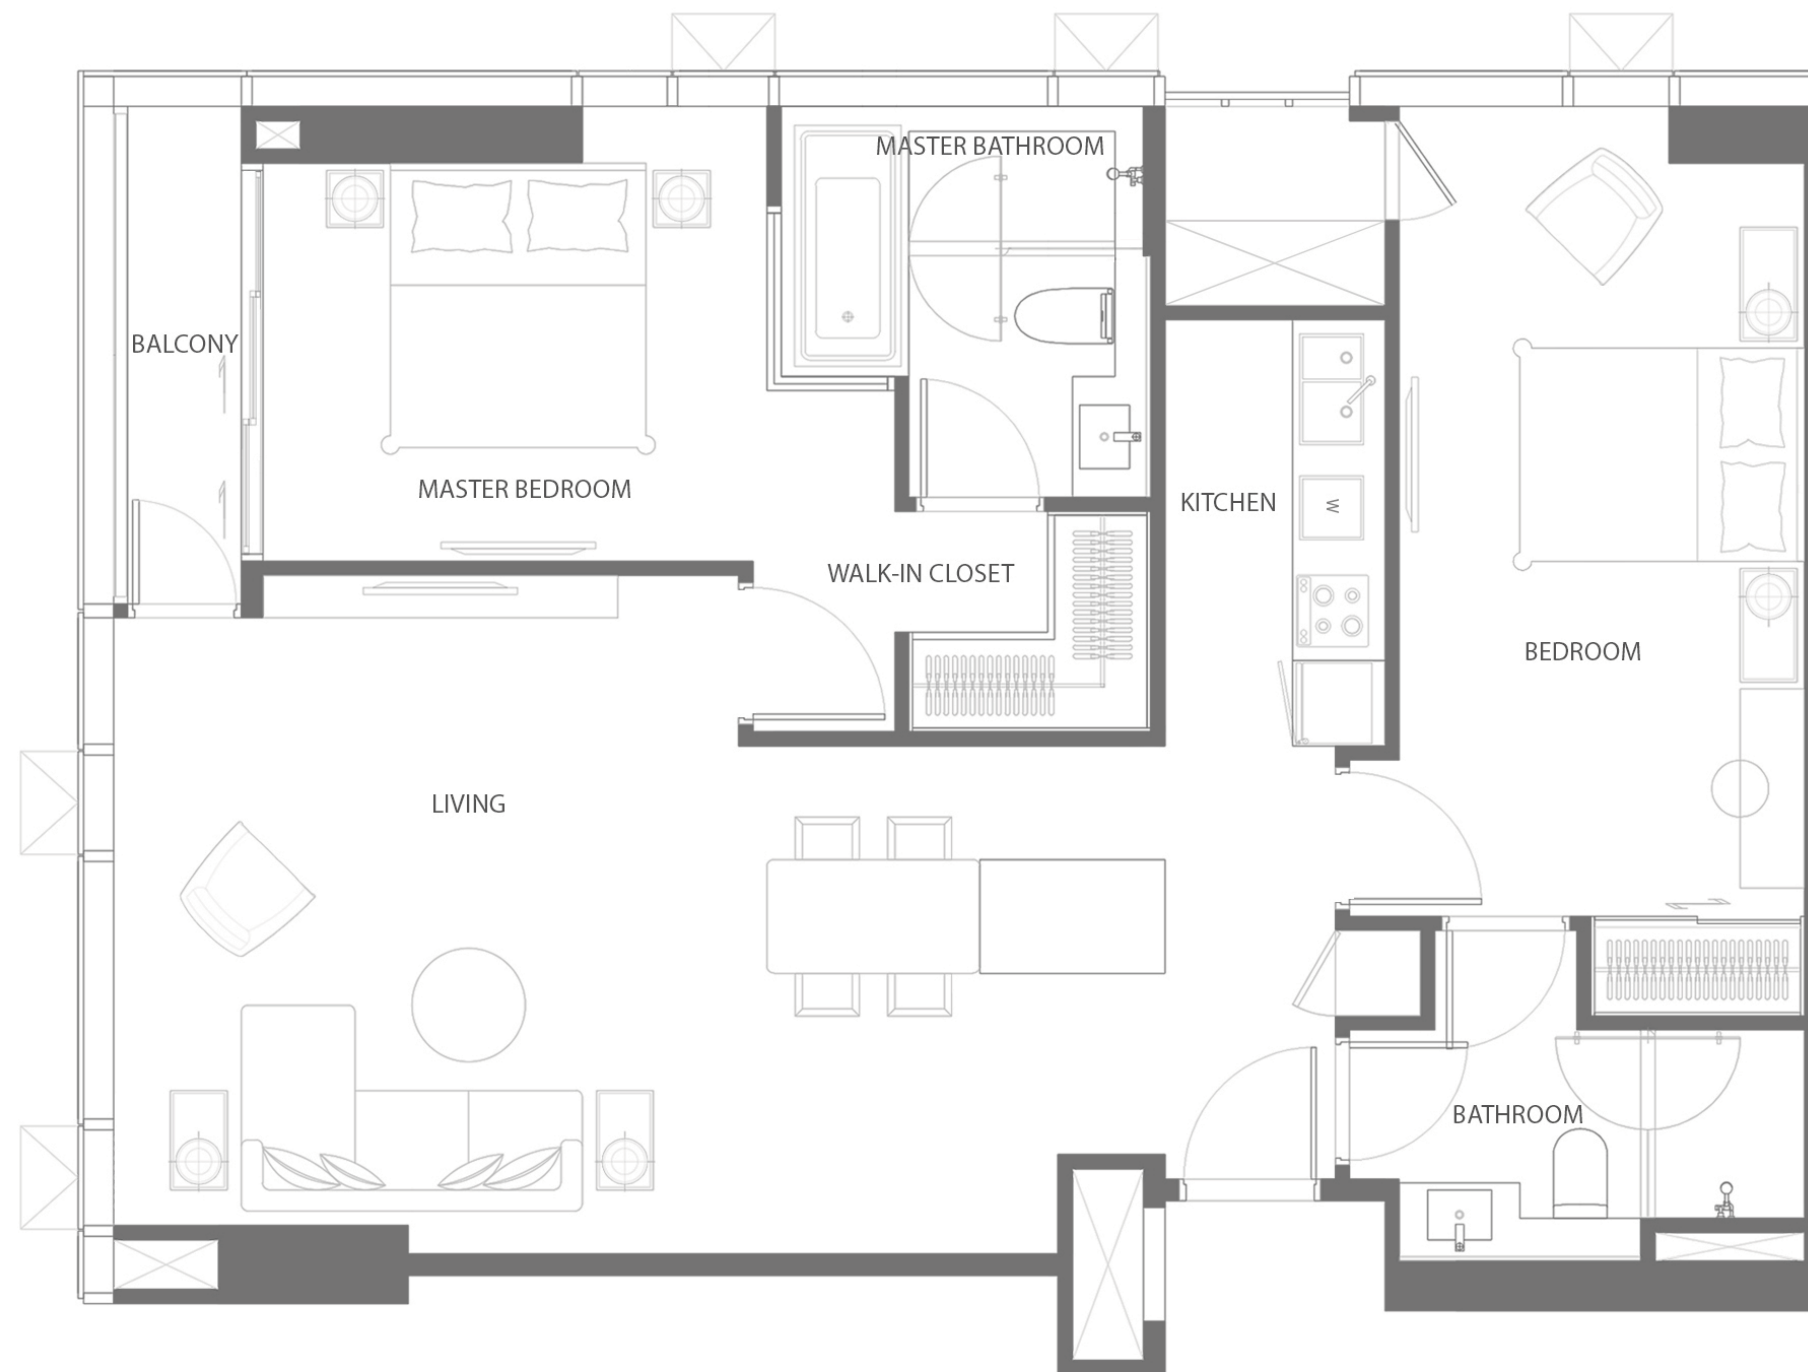 MASTER BATHROOM
BALCONY
MASTER BEDROOM
KITCHEN
W
WALK-IN CLOSET
BEDROOM
LIVING
BATHROOM